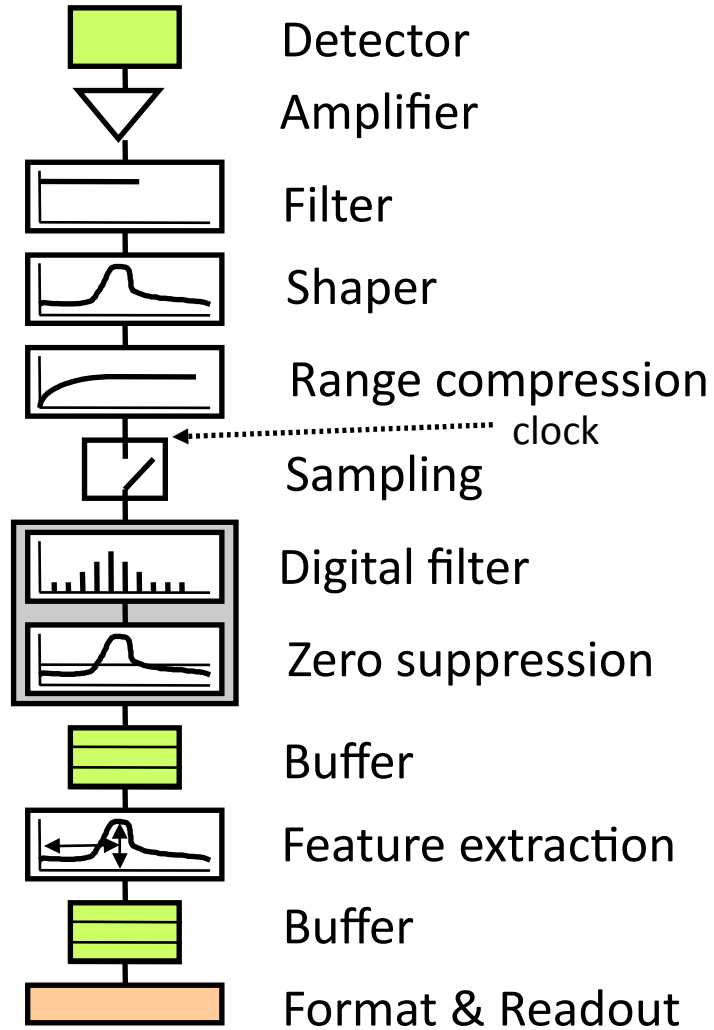 Detector
Amplifier
Filter
Shaper
Range compression
clock
Sampling
Digital filter
Zero suppression
Buffer
Feature extraction
Buffer
Format & Readout